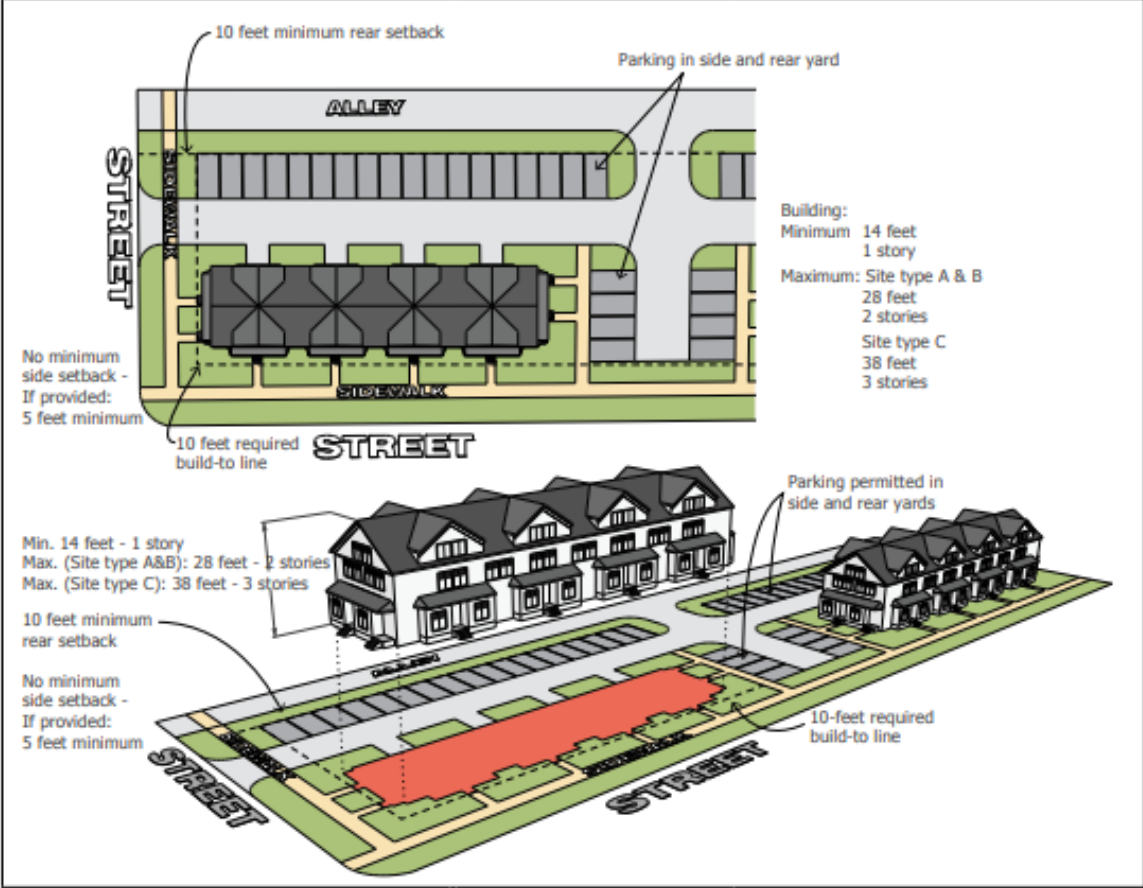 10 feet minimum rear setback
Parking in side and rear yard
ALLEY
STREET
SIDEWALK
Building:
Minimum 14 feet
1 story
Maximum: Site type A & B
28 feet
2 stories
Site type C
38 feet
3 stories
No minimum
side setback -
If provided:
5 feet minimum
SIDEWALK
10 feet required
build-to line
STREET
Parking permitted in
side and rear yards
Min. 14 feet - 1 story
Max. (Site type A&B): 28 feet - 2 stories
Max. (Site type C): 38 feet - 3 stories
10 feet minimum
rear setback
No minimum
side setback -
If provided:
5 feet minimum
10-feet required
build-to line
STREET
STREET